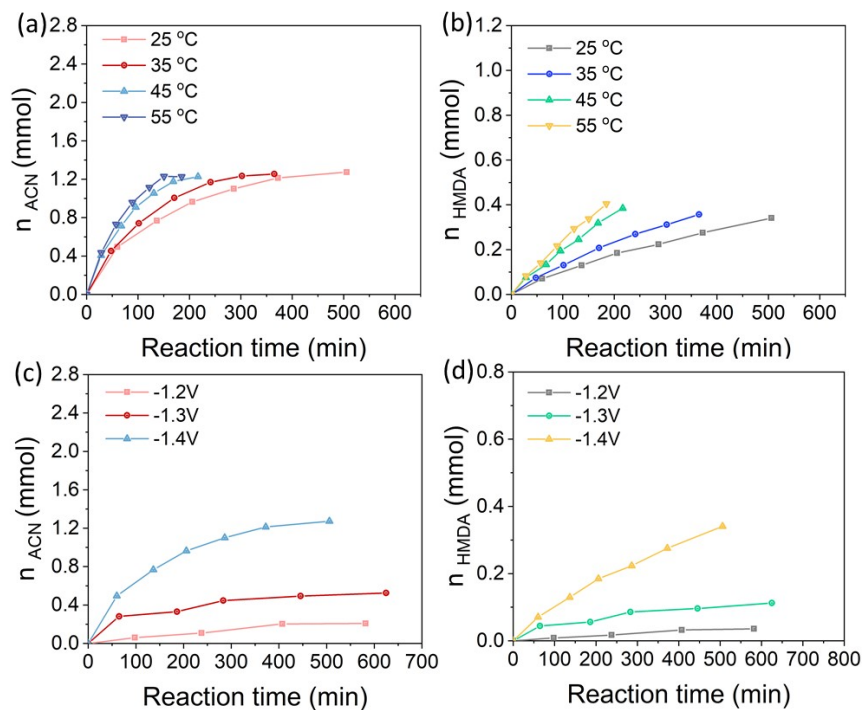 (a)
25 °C
35 °C
45 °C
55 °C
n ACN (mmol)
2.8
2.4
2.0
1.6
1.2
0.8
0.4
0.0
0 100 200 300 400 500 600
Reaction time (min)
(b)
25 °C
35 °C
45 °C
55 °C
n HMDA (mmol)
1.2
1.0
0.8
0.6
0.4
0.2
0.0
0 100 200 300 400 500 600
Reaction time (min)
(c)
-1.2V
-1.3V
-1.4V
n ACN (mmol)
2.8
2.4
2.0
1.6
1.2
0.8
0.4
0.0
0 100 200 300 400 500 600 700
Reaction time (min)
(d)
-1.2V
-1.3V
-1.4V
n HMDA (mmol)
0.8
0.6
0.4
0.2
0.0
0 100 200 300 400 500 600 700 800
Reaction time (min)